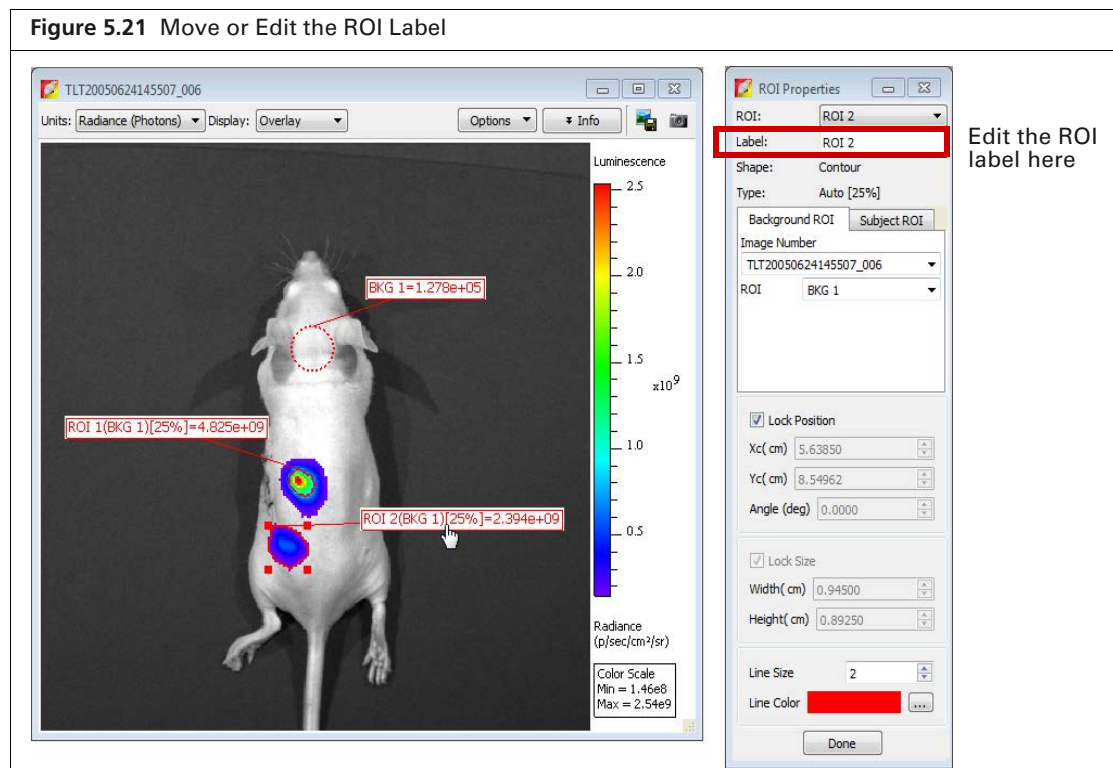 Figure 5.21 Move or Edit the ROI Label
TLT20050624145507_006
Units: Radiance (Photons) Display: Overlay Options Info
Luminescence
2.5
2.0
1.5
x10⁹
1.0
0.5
BKG 1=1.278e+05
ROI 1(BKG 1)[25%]=4.825e+09
ROI 2(BKG 1)[25%]=2.394e+09
Radiance
(p/sec/cm²/sr)
Color Scale
Min = 1.46e8
Max = 2.54e9
ROI Properties
ROI: ROI 2
Label: ROI 2
Shape: Contour
Type: Auto [25%]
Background ROI Subject ROI
Image Number
TLT20050624145507_006
ROI BKG 1
Lock Position
Xc( cm) 5.63850
Yc( cm) 8.54962
Angle (deg) 0.0000
Lock Size
Width( cm) 0.94500
Height( cm) 0.89250
Line Size 2
Line Color ...
Done
Edit the ROI
label here